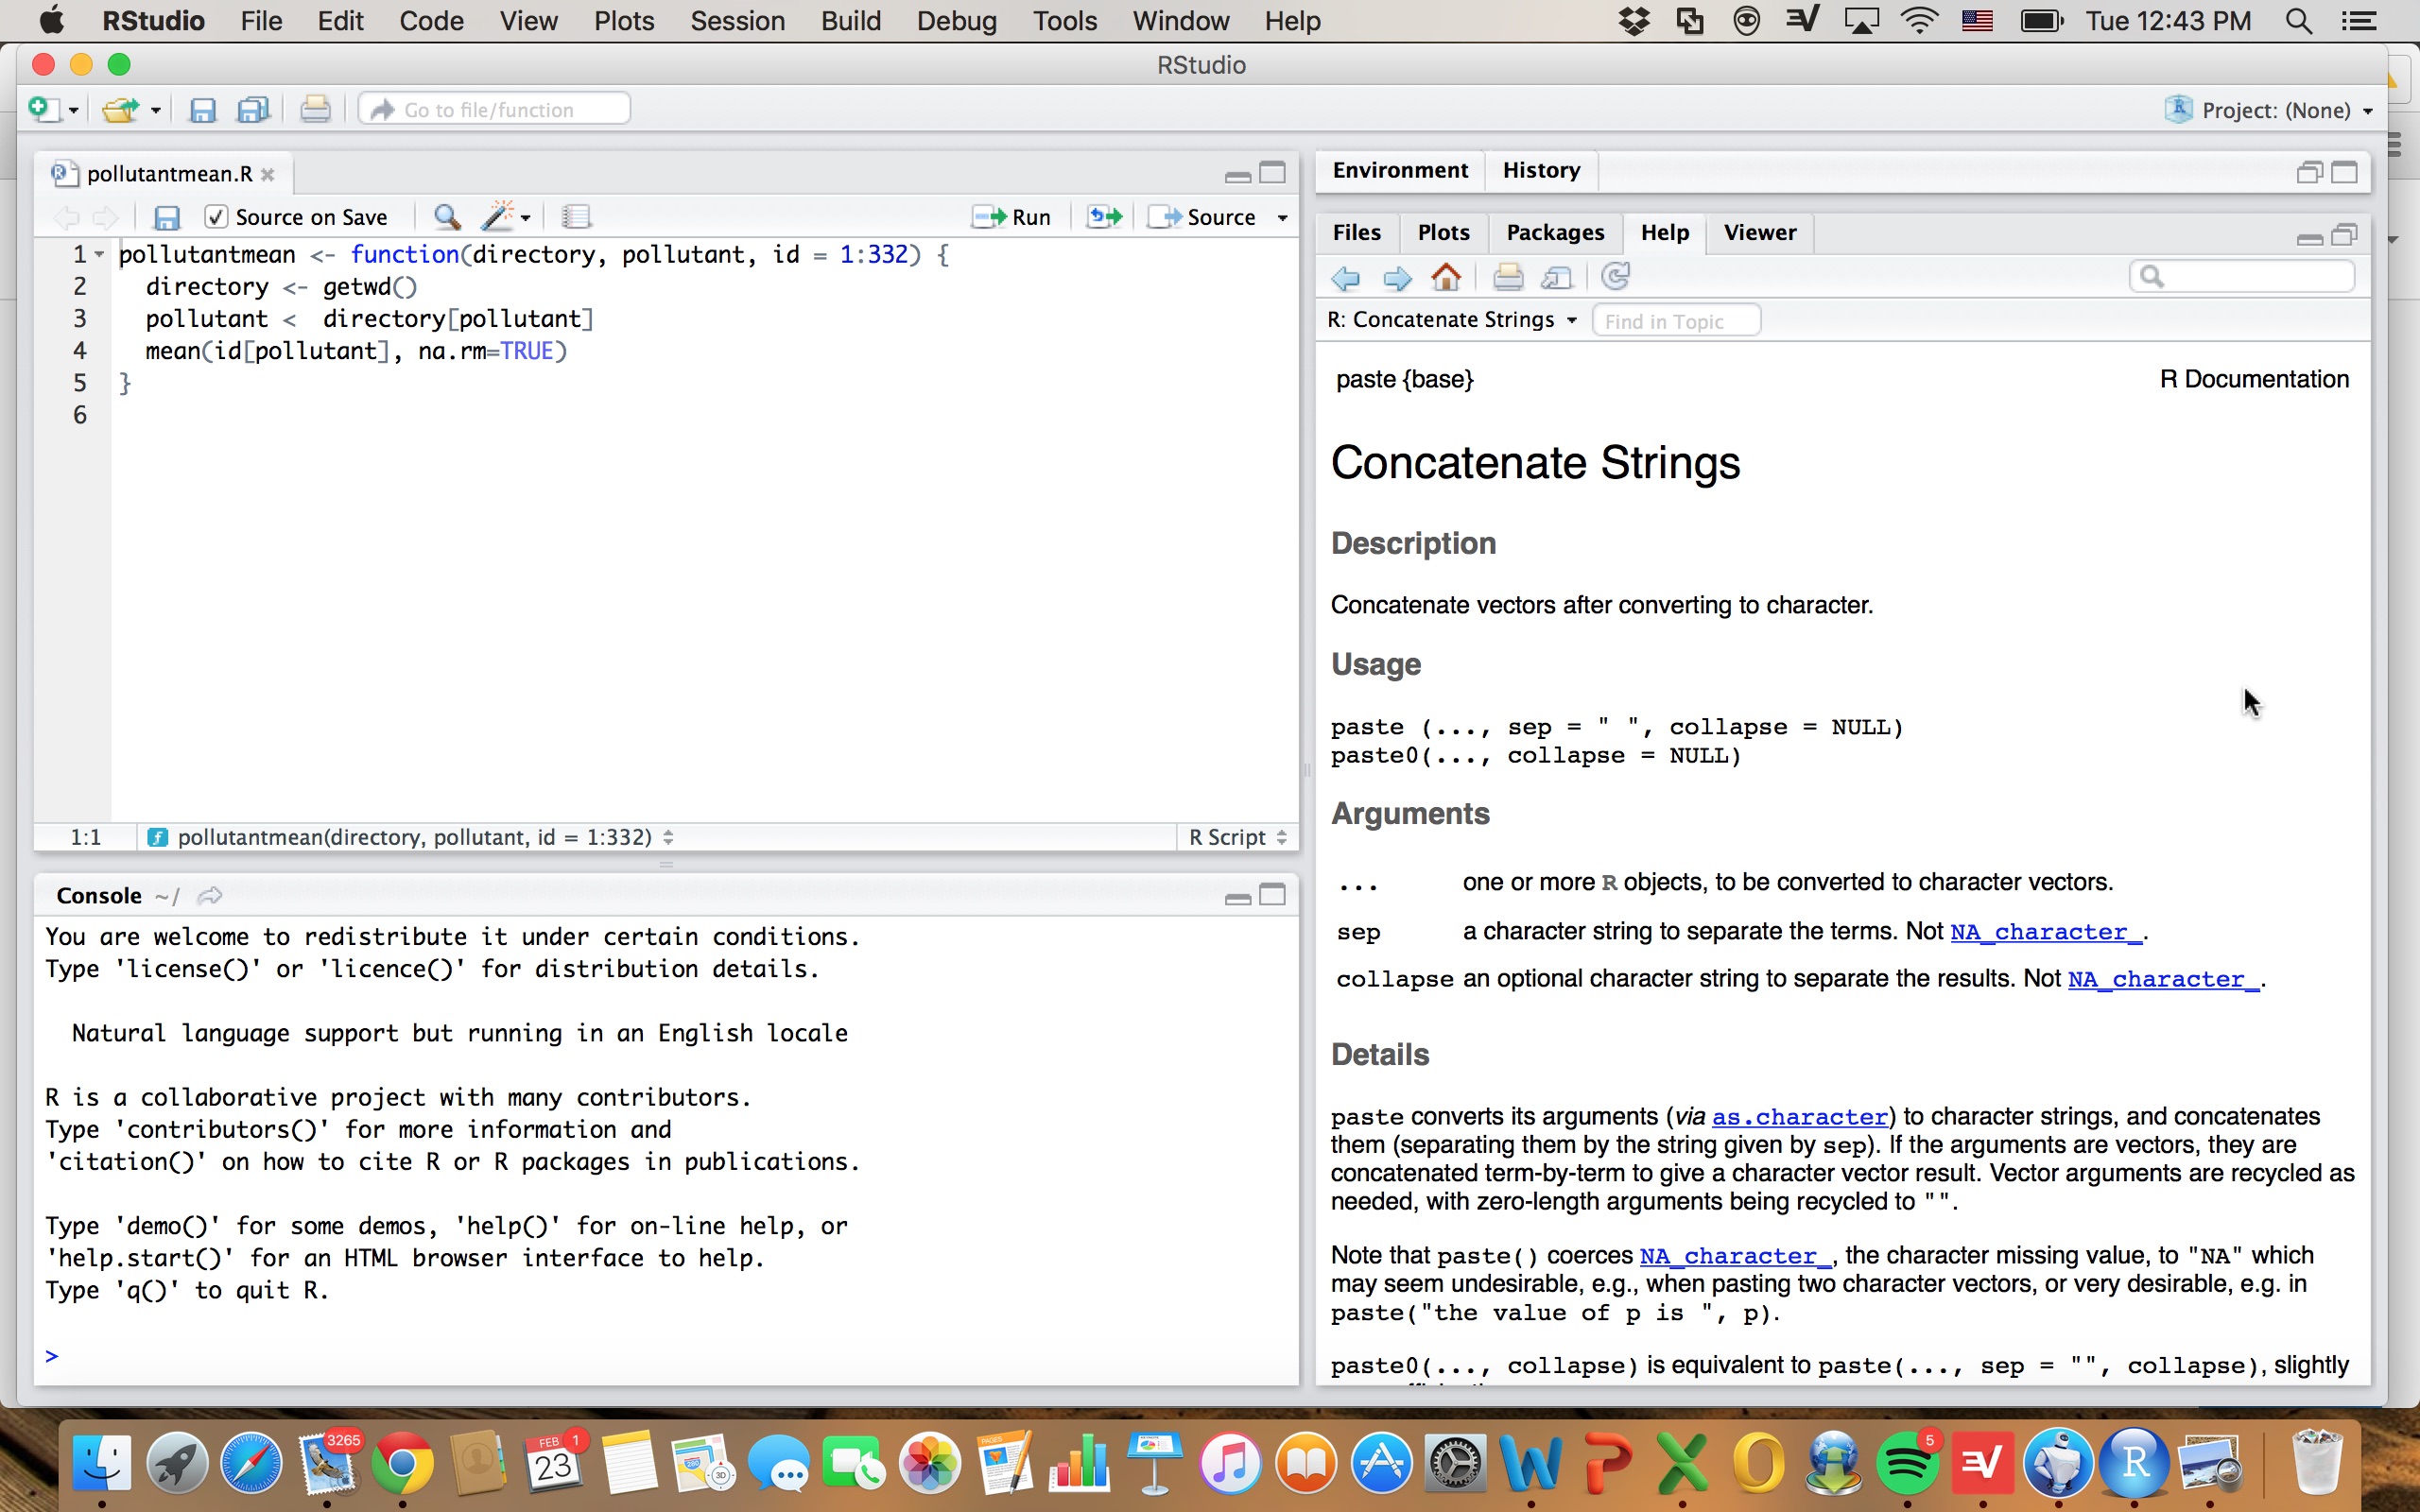 RStudio File Edit Code View Plots Session Build Debug Tools Window Help Tue 12:43 PM
RStudio
Go to file/function Project: (None)
pollutantmean.R
Source on Save Run Source
1 pollutantmean <- function(directory, pollutant, id = 1:332) {
2 directory <- getwd()
3 pollutant <  directory[pollutant]
4 mean(id[pollutant], na.rm=TRUE)
5 }
6
1:1 pollutantmean(directory, pollutant, id = 1:332) R Script
Console ~/
You are welcome to redistribute it under certain conditions.
Type 'license()' or 'licence()' for distribution details.
Natural language support but running in an English locale
R is a collaborative project with many contributors.
Type 'contributors()' for more information and
'citation()' on how to cite R or R packages in publications.
Type 'demo()' for some demos, 'help()' for on-line help, or
'help.start()' for an HTML browser interface to help.
Type 'q()' to quit R.
>
Environment History
Files Plots Packages Help Viewer
R: Concatenate Strings Find in Topic
paste {base} R Documentation
Concatenate Strings
Description
Concatenate vectors after converting to character.
Usage
paste (..., sep = " ", collapse = NULL)
paste0(..., collapse = NULL)
Arguments
... one or more R objects, to be converted to character vectors.
sep a character string to separate the terms. Not NA_character_.
collapse an optional character string to separate the results. Not NA_character_.
Details
paste converts its arguments (via as.character) to character strings, and concatenates
them (separating them by the string given by sep). If the arguments are vectors, they are
concatenated term-by-term to give a character vector result. Vector arguments are recycled as
needed, with zero-length arguments being recycled to "".
Note that paste() coerces NA_character_, the character missing value, to "NA" which
may seem undesirable, e.g., when pasting two character vectors, or very desirable, e.g. in
paste("the value of p is ", p).
paste0(..., collapse) is equivalent to paste(..., sep = "", collapse), slightly
3265
FEB 1
23
PAGES
3D
W P X O
5
R